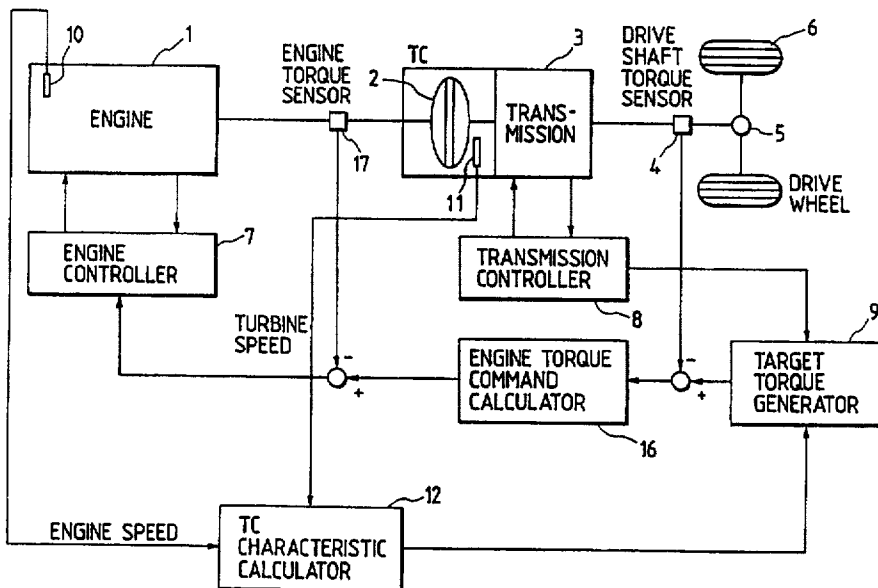 10
1
ENGINE
ENGINE
TORQUE
SENSOR
17
2
TC
3
TRANS-
MISSION
11
DRIVE
SHAFT
TORQUE
SENSOR
4
6
5
DRIVE
WHEEL
ENGINE
CONTROLLER
7
TRANSMISSION
CONTROLLER
8
TURBINE
SPEED
-
+
ENGINE TORQUE
COMMAND
CALCULATOR
16
-
+
TARGET
TORQUE
GENERATOR
9
ENGINE SPEED
TC
CHARACTERISTIC
CALCULATOR
12